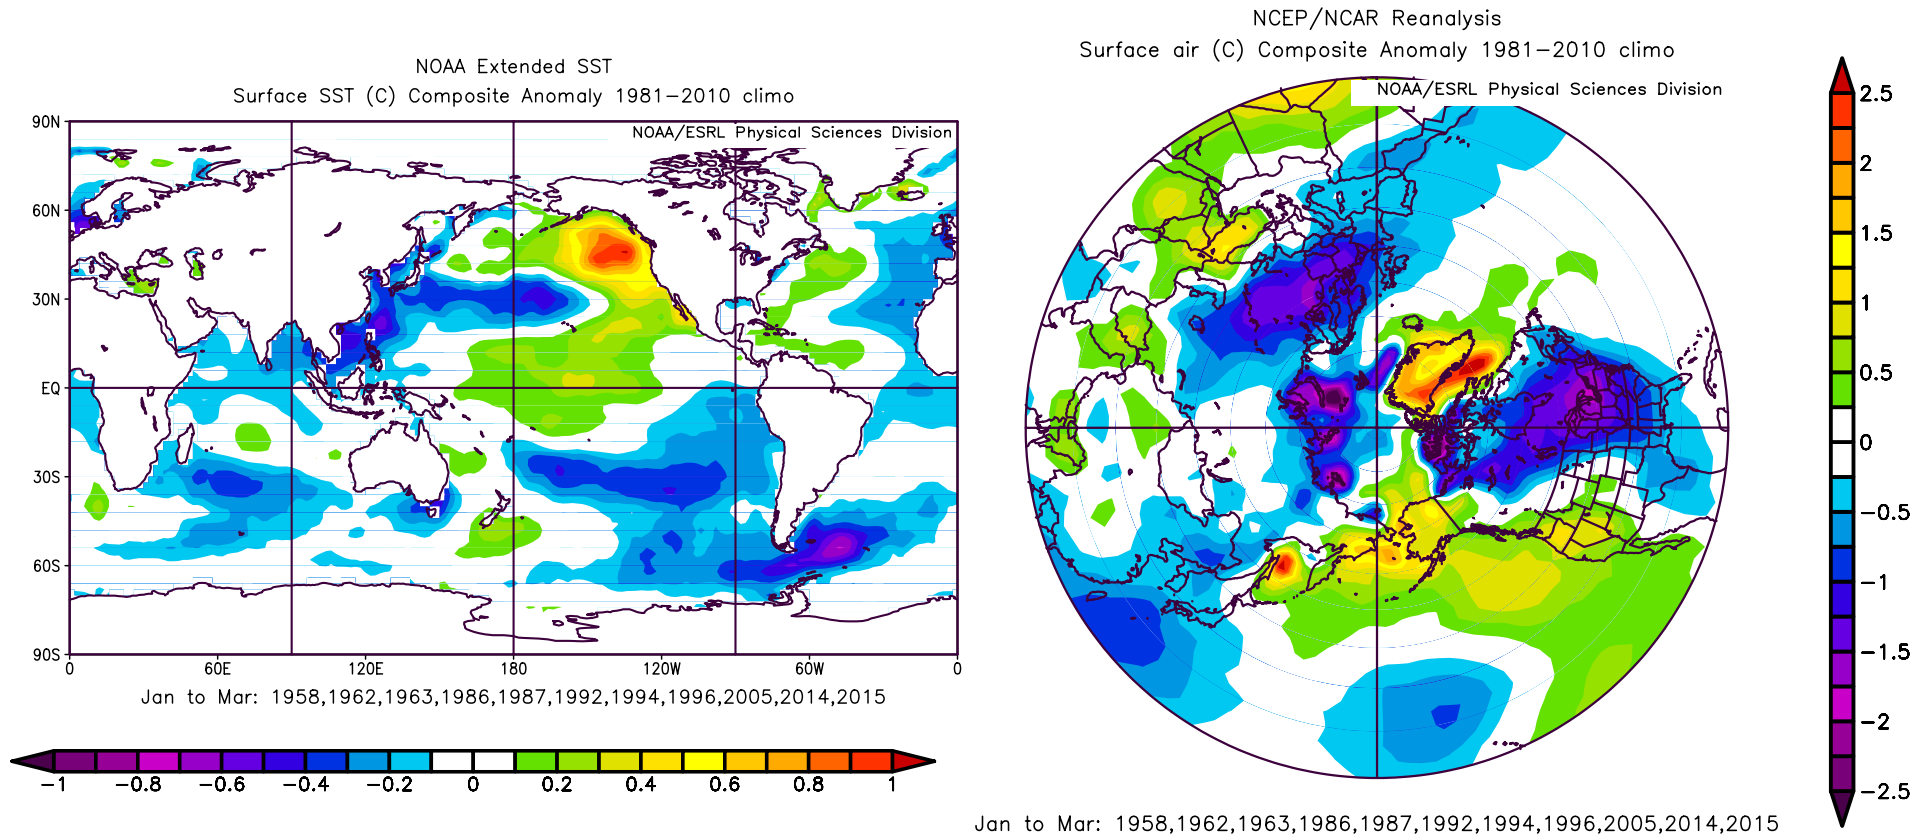 NOAA Extended SST
Surface SST (C) Composite Anomaly 1981-2010 climo
NOAA/ESRL Physical Sciences Division
90N
60N
30N
EQ
30S
60S
90S
0 60E 120E 180 120W 60W 0
Jan to Mar: 1958,1962,1963,1986,1987,1992,1994,1996,2005,2014,2015
-1 -0.8 -0.6 -0.4 -0.2 0 0.2 0.4 0.6 0.8 1
NCEP/NCAR Reanalysis
Surface air (C) Composite Anomaly 1981-2010 climo
NOAA/ESRL Physical Sciences Division
2.5
2
1.5
1
0.5
0
-0.5
-1
-1.5
-2
-2.5
Jan to Mar: 1958,1962,1963,1986,1987,1992,1994,1996,2005,2014,2015